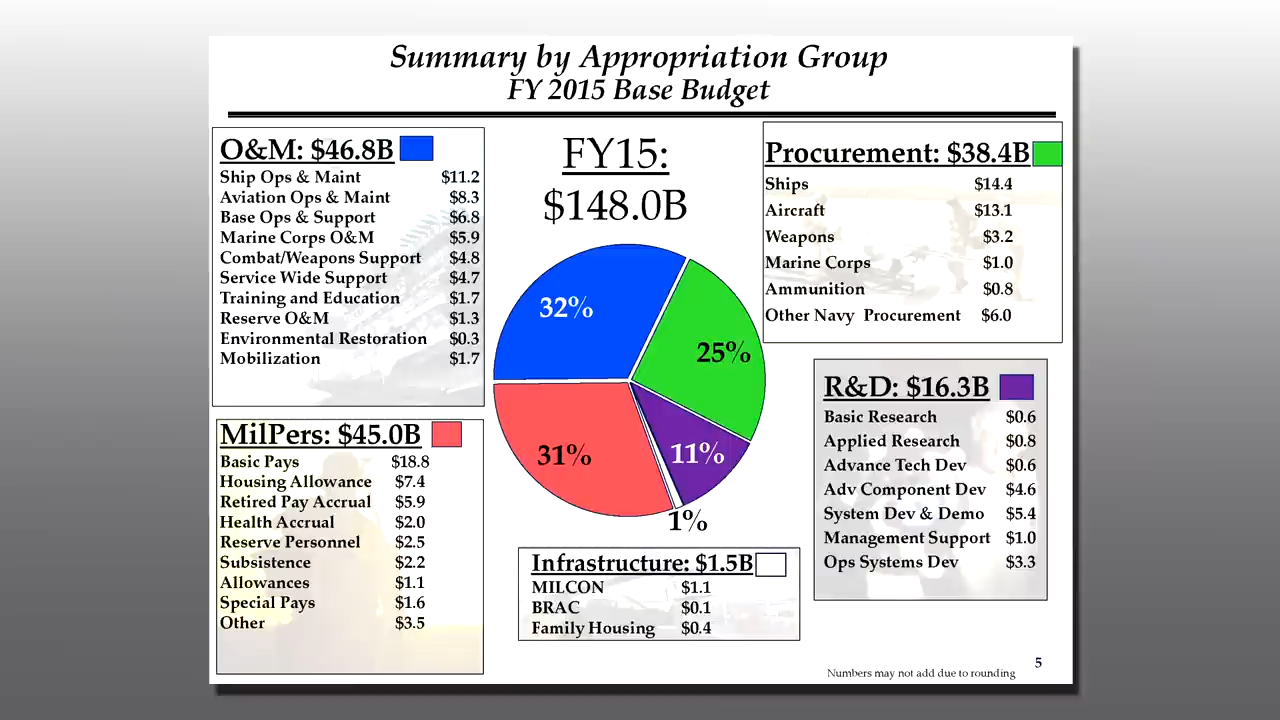 Summary by Appropriation Group
FY 2015 Base Budget
O&M: $46.8B
Ship Ops & Maint $11.2
Aviation Ops & Maint $8.3
Base Ops & Support $6.8
Marine Corps O&M $5.9
Combat/Weapons Support $4.8
Service Wide Support $4.7
Training and Education $1.7
Reserve O&M $1.3
Environmental Restoration $0.3
Mobilization $1.7
MilPers: $45.0B
Basic Pays $18.8
Housing Allowance $7.4
Retired Pay Accrual $5.9
Health Accrual $2.0
Reserve Personnel $2.5
Subsistence $2.2
Allowances $1.1
Special Pays $1.6
Other $3.5
FY15:
$148.0B
32%
25%
31%
11%
1%
Infrastructure: $1.5B
MILCON $1.1
BRAC $0.1
Family Housing $0.4
Procurement: $38.4B
Ships $14.4
Aircraft $13.1
Weapons $3.2
Marine Corps $1.0
Ammunition $0.8
Other Navy Procurement $6.0
R&D: $16.3B
Basic Research $0.6
Applied Research $0.8
Advance Tech Dev $0.6
Adv Component Dev $4.6
System Dev & Demo $5.4
Management Support $1.0
Ops Systems Dev $3.3
5
Numbers may not add due to rounding